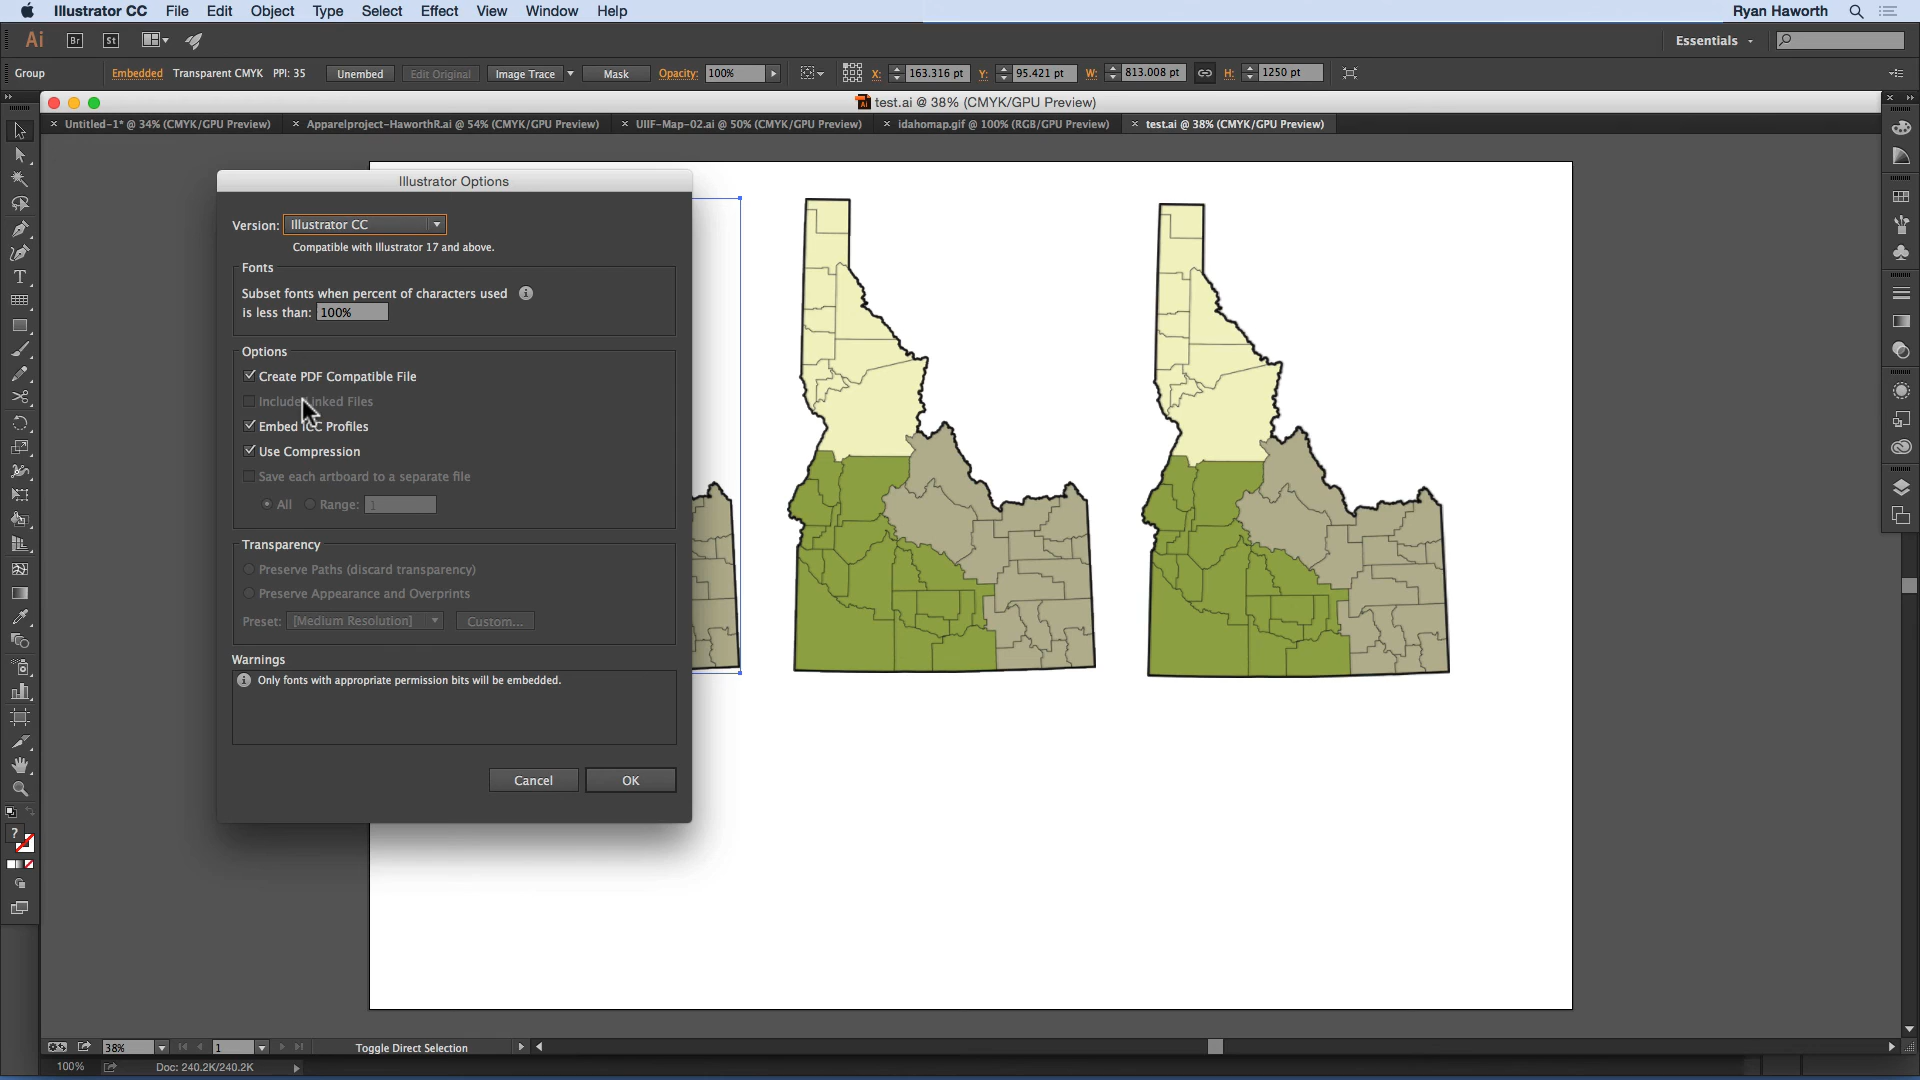 Illustrator CC File Edit Object Type Select Effect View Window Help Ryan Haworth
Ai Br St Essentials
Group Embedded Transparent CMYK PPI: 35 Unembed Edit Original Image Trace Mask Opacity: 100% X: 163.316 pt Y: 95.421 pt W: 813.008 pt H: 1250 pt
test.ai @ 38% (CMYK/GPU Preview)
Untitled-1* @ 34% (CMYK/GPU Preview) Apparelproject-HaworthR.ai @ 54% (CMYK/GPU Preview) UIIF-Map-02.ai @ 50% (CMYK/GPU Preview) idahomap.gif @ 100% (RGB/GPU Preview) test.ai @ 38% (CMYK/GPU Preview)
Illustrator Options
Version: Illustrator CC
Compatible with Illustrator 17 and above.
Fonts
Subset fonts when percent of characters used
is less than: 100%
Options
Create PDF Compatible File
Include Linked Files
Embed ICC Profiles
Use Compression
Save each artboard to a separate file
All Range: 1
Transparency
Preserve Paths (discard transparency)
Preserve Appearance and Overprints
Preset: [Medium Resolution] Custom...
Warnings
Only fonts with appropriate permission bits will be embedded.
Cancel OK
38% 1 Toggle Direct Selection
100% Doc: 240.2K/240.2K